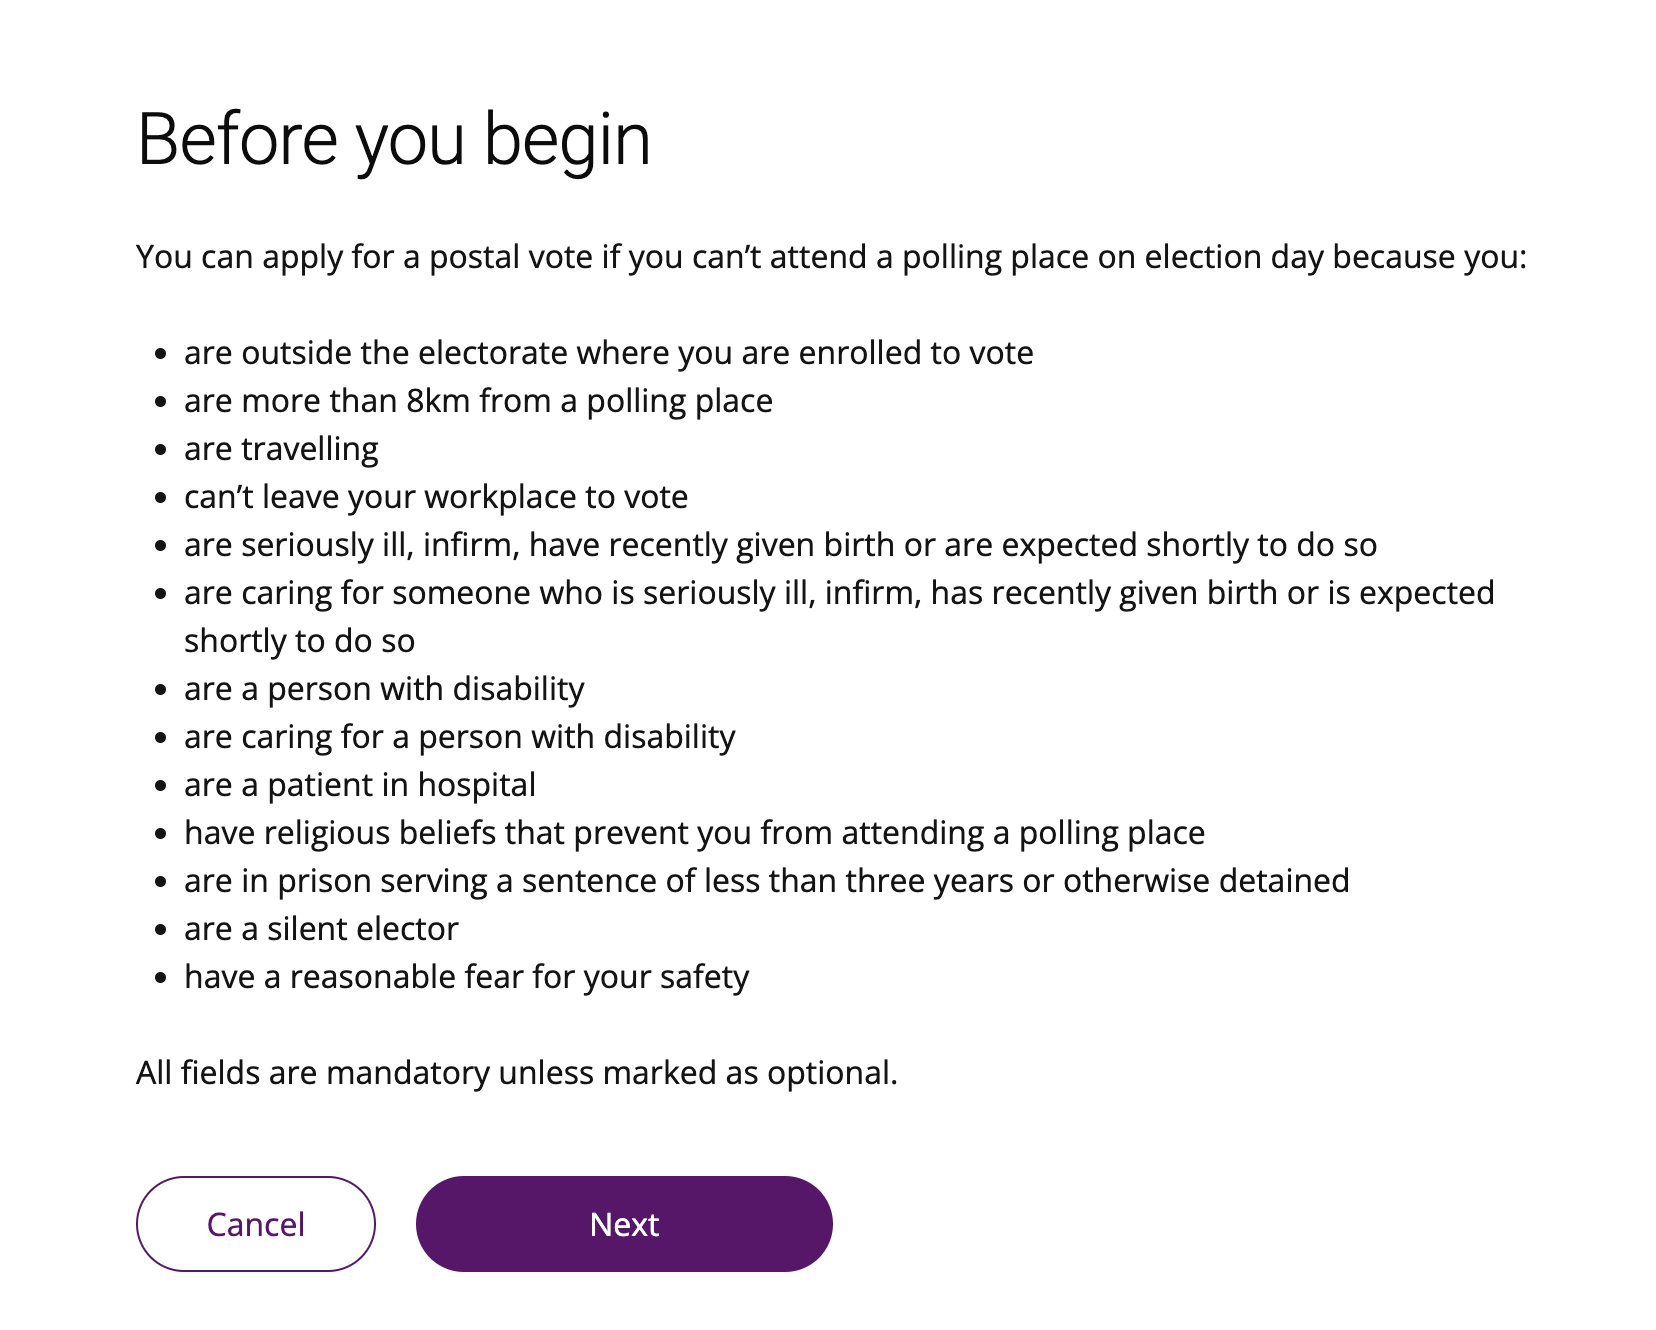 Before you begin
You can apply for a postal vote if you can’t attend a polling place on election day because you:
• are outside the electorate where you are enrolled to vote
• are more than 8km from a polling place
• are travelling
• can’t leave your workplace to vote
• are seriously ill, infirm, have recently given birth or are expected shortly to do so
• are caring for someone who is seriously ill, infirm, has recently given birth or is expected
shortly to do so
• are a person with disability
• are caring for a person with disability
• are a patient in hospital
• have religious beliefs that prevent you from attending a polling place
• are in prison serving a sentence of less than three years or otherwise detained
• are a silent elector
• have a reasonable fear for your safety
All fields are mandatory unless marked as optional.
Cancel
Next